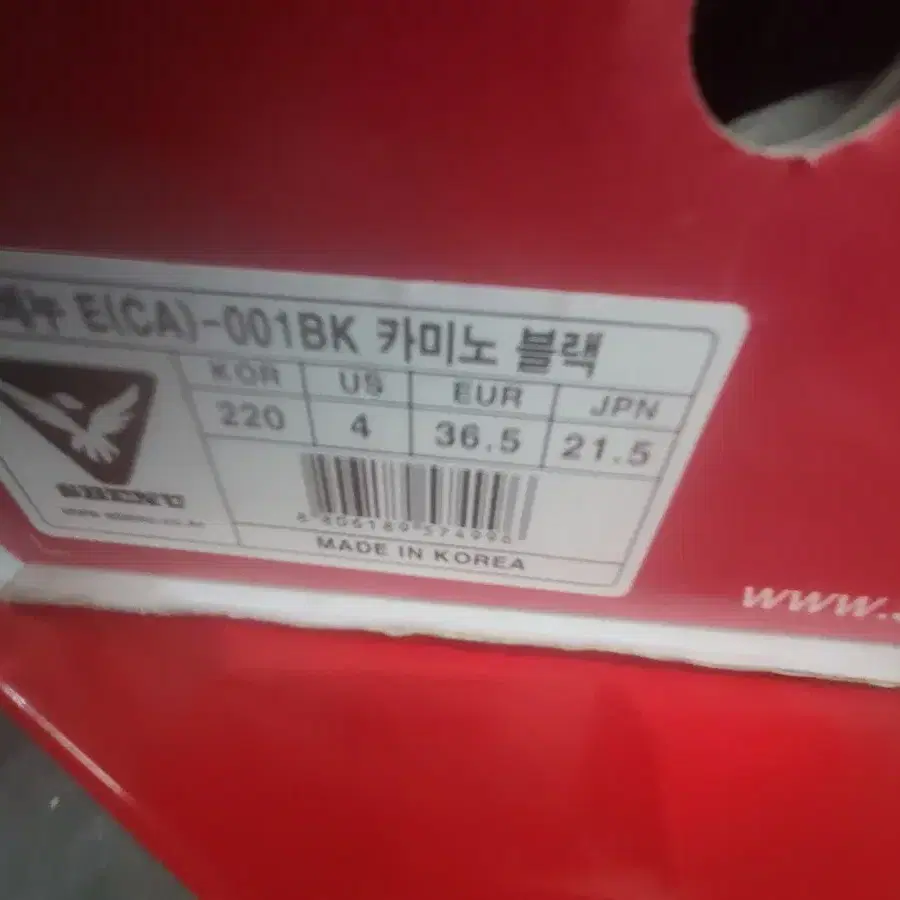 E(CA)-001BK 카미노 블랙
KOR US EUR JPN
220 4 36.5 21.5
MADE IN KOREA
www.